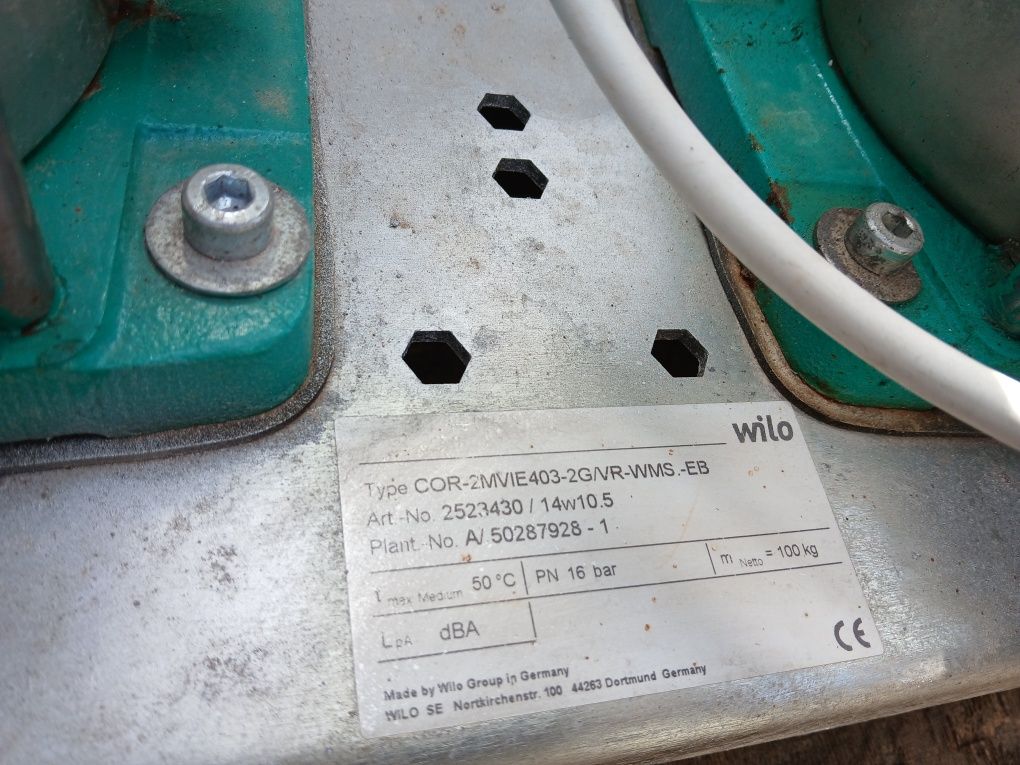 wilo
Type COR-2MVIE403-2G/VR-WMS.-EB
Art.-No. 2523430 / 14w10.5
Plant. No. A/ 50287928 - 1
t max Medium 50 °C PN 16 bar m Netto = 100 kg
LpA dBA
CE
Made by Wilo Group in Germany
WILO SE Nortkirchenstr. 100 44263 Dortmund Germany